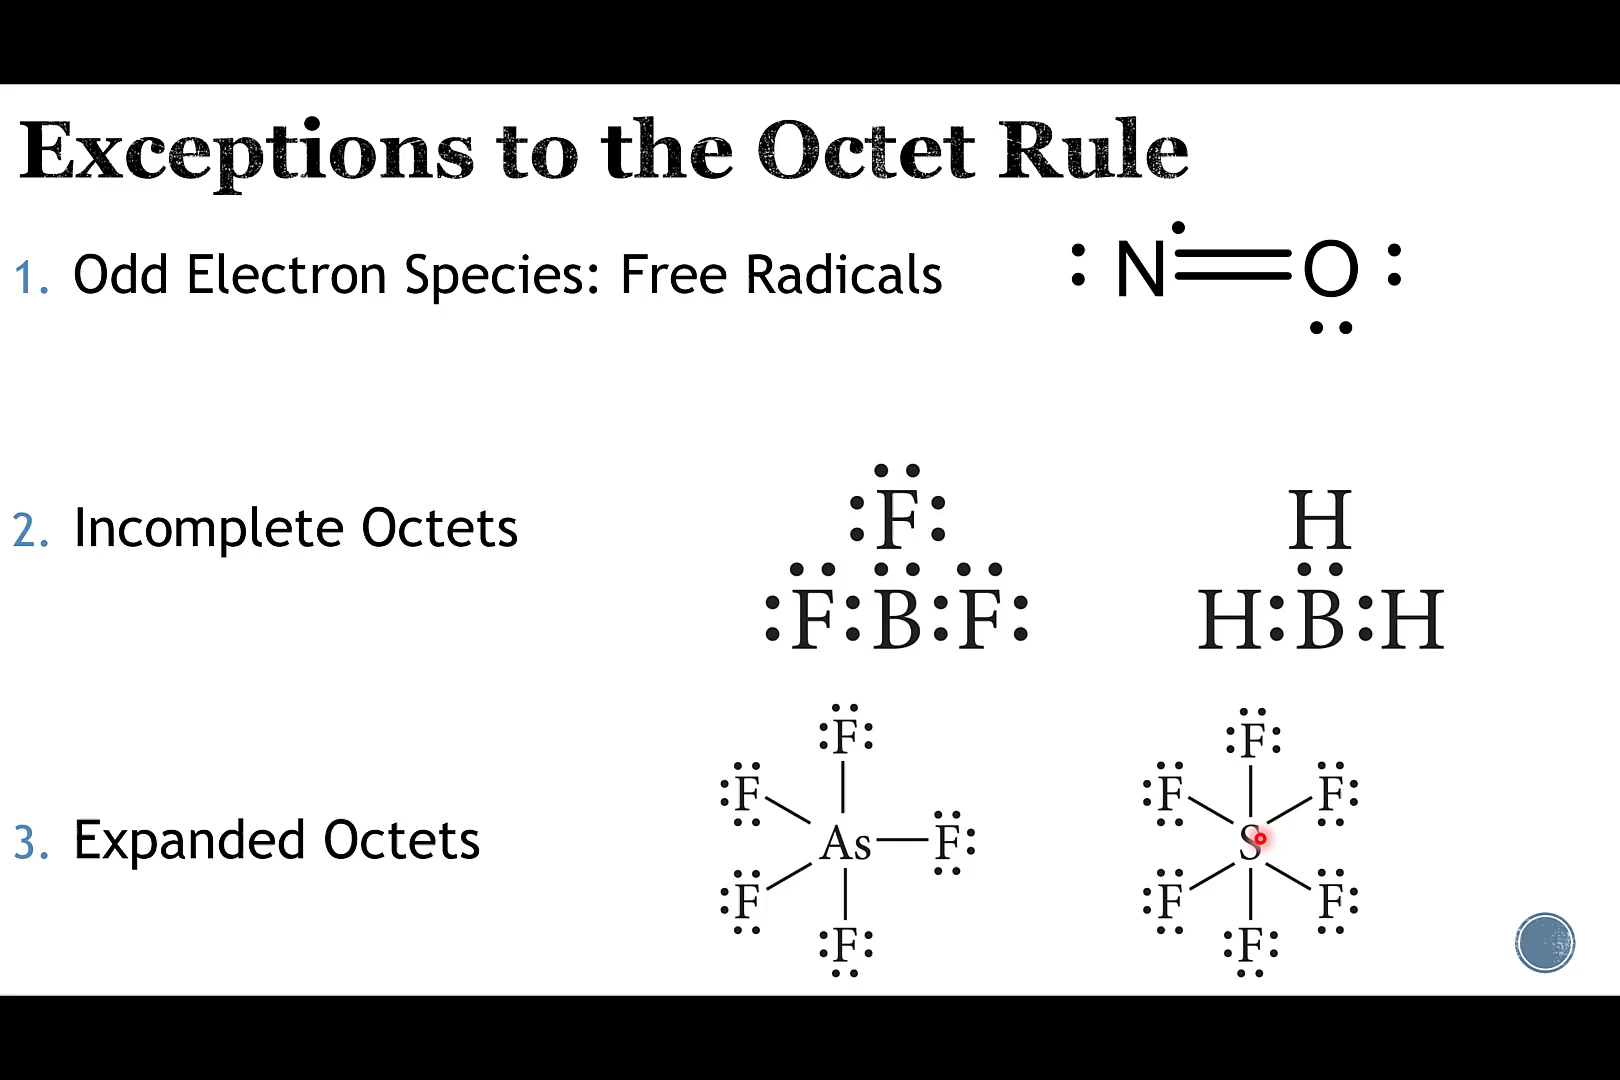 Exceptions to the Octet Rule
1. Odd Electron Species: Free Radicals
:Ṅ=O̤:
2. Incomplete Octets
F
F B F
H
H:B:H
3. Expanded Octets
F
F
As F
F
F
F
F F
S
F F
F